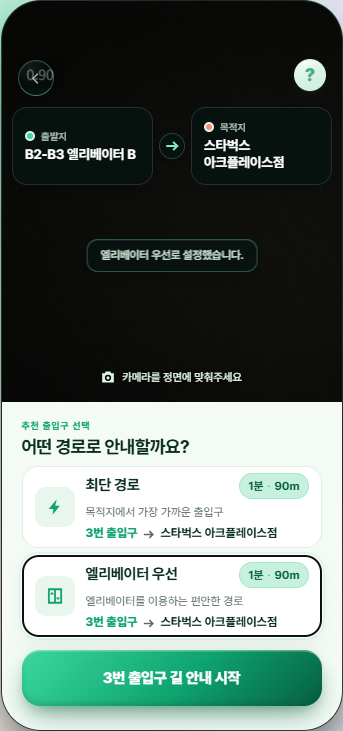 0.90
?
출발지
B2-B3 엘리베이터 B
목적지
스타벅스
아크플레이스점
엘리베이터 우선로 설정했습니다.
카메라를 정면에 맞춰주세요
추천 출입구 선택
어떤 경로로 안내할까요?
최단 경로
1분 · 90m
목적지에서 가장 가까운 출입구
3번 출입구 → 스타벅스 아크플레이스점
엘리베이터 우선
1분 · 90m
엘리베이터를 이용하는 편안한 경로
3번 출입구 → 스타벅스 아크플레이스점
3번 출입구 길 안내 시작